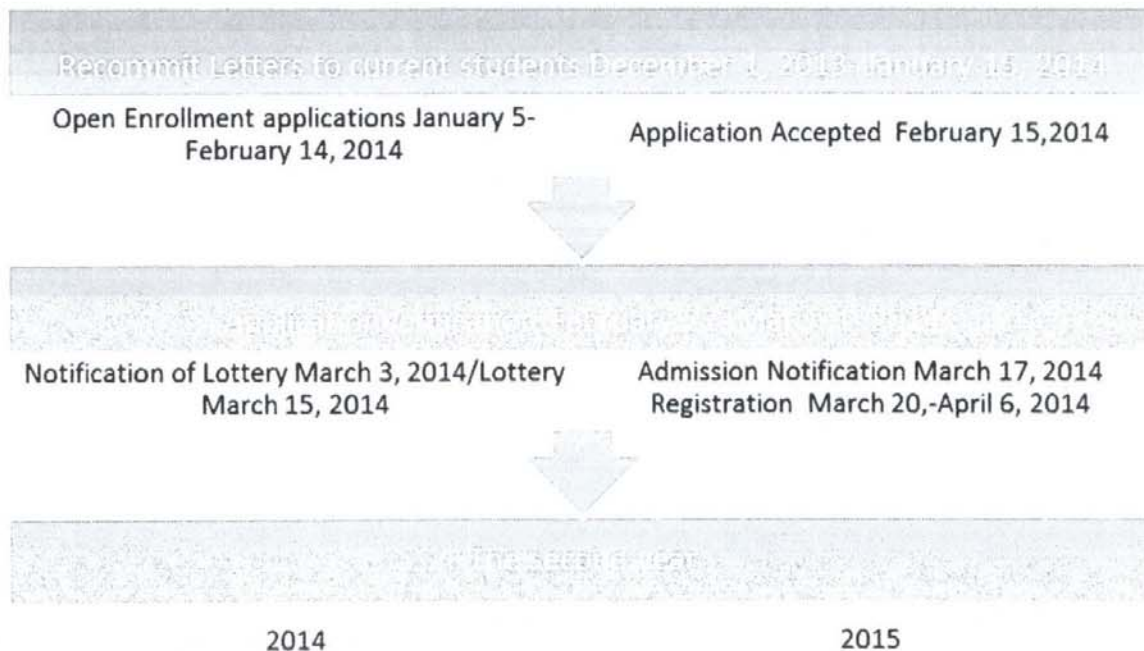 Recommit Letters to current students December 1, 2013-January 15, 2014
Open Enrollment applications January 5-
February 14, 2014
Application Accepted February 15,2014
Notification of Lottery March 3, 2014/Lottery
March 15, 2014
Admission Notification March 17, 2014
Registration March 20,-April 6, 2014
2014
2015